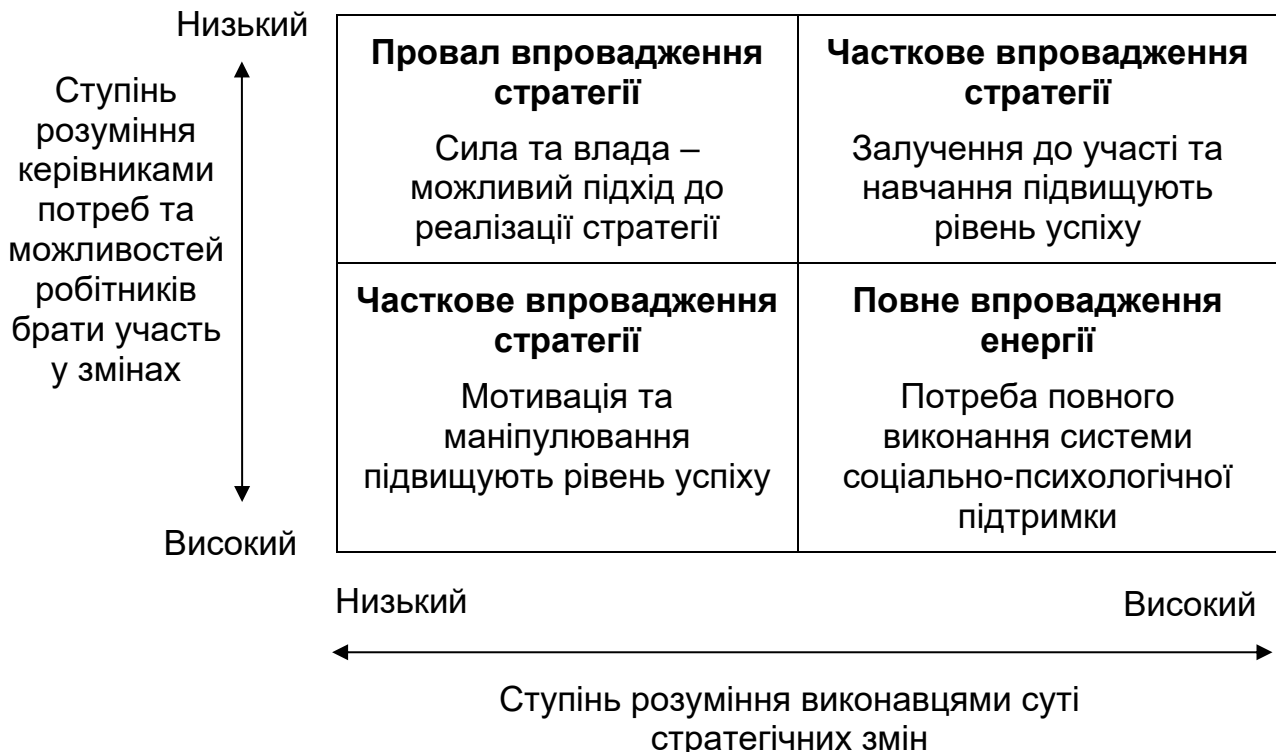 Низький
Ступінь
розуміння
керівниками
потреб та
можливостей
робітників
брати участь
у змінах
Високий
Провал впровадження
стратегії
Сила та влада –
можливий підхід до
реалізації стратегії
Часткове впровадження
стратегії
Залучення до участі та
навчання підвищують
рівень успіху
Часткове впровадження
стратегії
Мотивація та
маніпулювання
підвищують рівень успіху
Повне впровадження
енергії
Потреба повного
виконання системи
соціально-психологічної
підтримки
Низький
Високий
Ступінь розуміння виконавцями суті
стратегічних змін